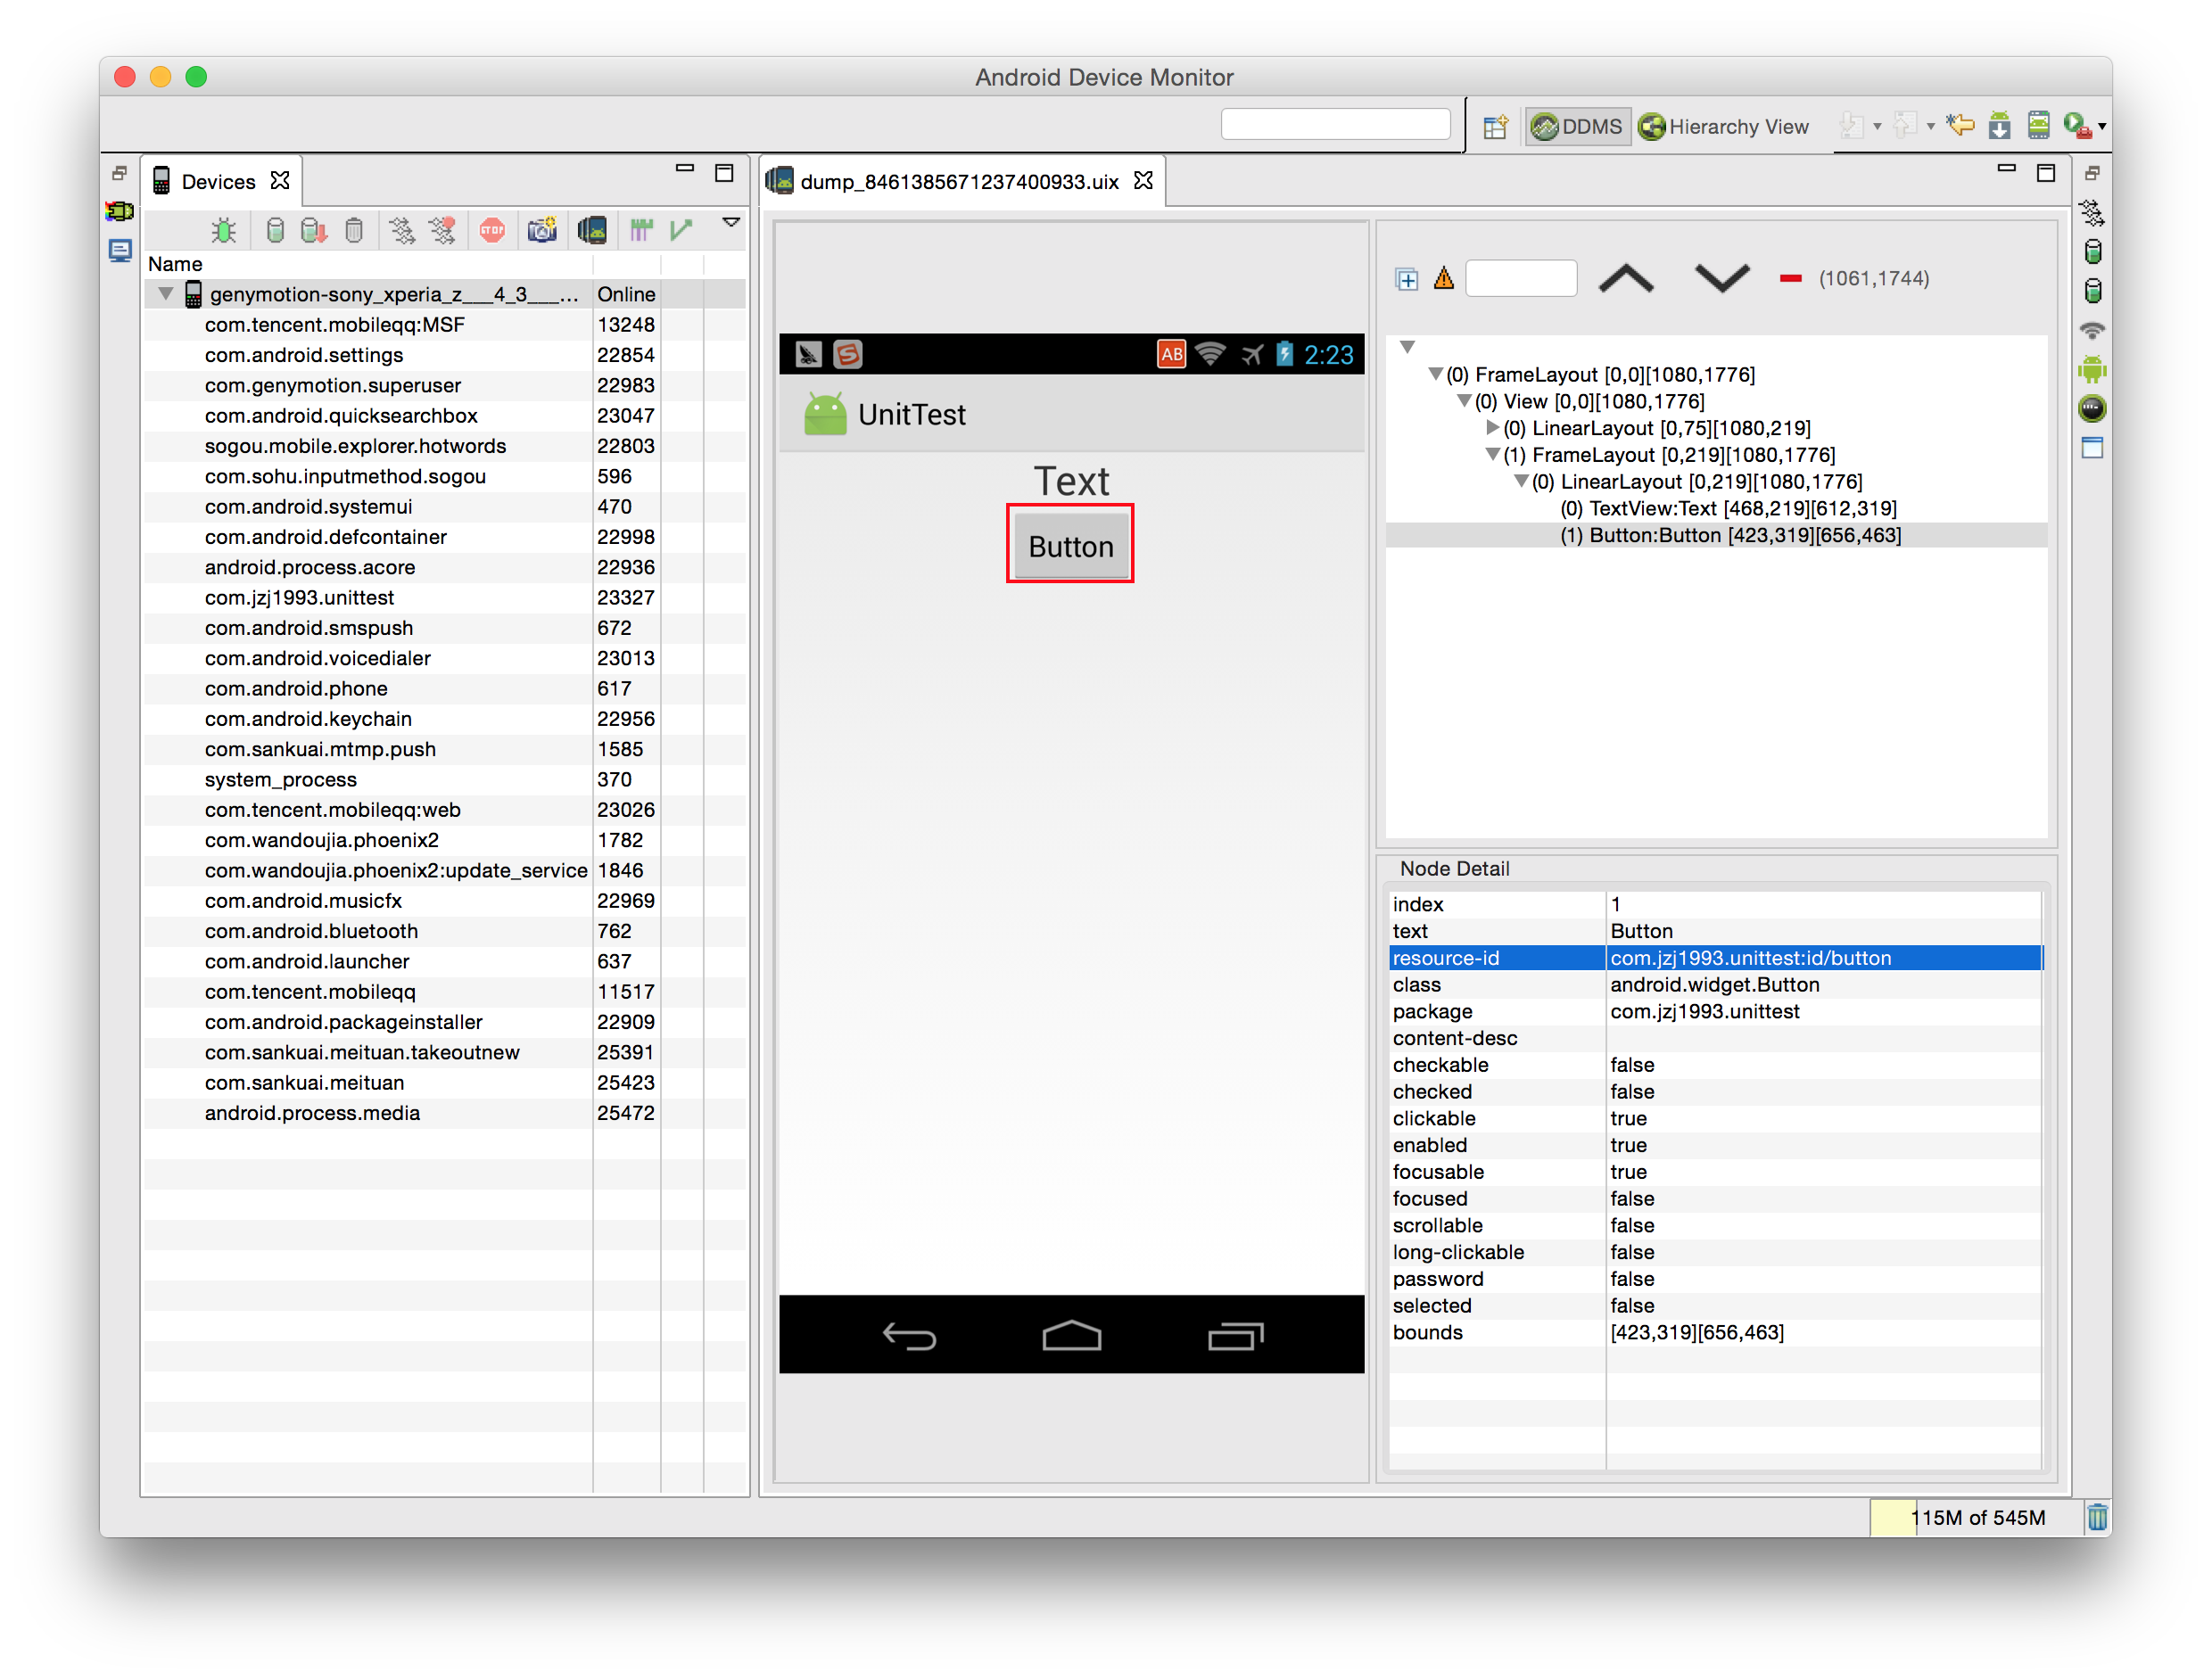 Android Device Monitor
DDMS
Hierarchy View
Devices
STOP
Name
genymotion-sony_xperia_z___4_3___... Online
com.tencent.mobileqq:MSF 13248
com.android.settings 22854
com.genymotion.superuser 22983
com.android.quicksearchbox 23047
sogou.mobile.explorer.hotwords 22803
com.sohu.inputmethod.sogou 596
com.android.systemui 470
com.android.defcontainer 22998
android.process.acore 22936
com.jzj1993.unittest 23327
com.android.smspush 672
com.android.voicedialer 23013
com.android.phone 617
com.android.keychain 22956
com.sankuai.mtmp.push 1585
system_process 370
com.tencent.mobileqq:web 23026
com.wandoujia.phoenix2 1782
com.wandoujia.phoenix2:update_service 1846
com.android.musicfx 22969
com.android.bluetooth 762
com.android.launcher 637
com.tencent.mobileqq 11517
com.android.packageinstaller 22909
com.sankuai.meituan.takeoutnew 25391
com.sankuai.meituan 25423
android.process.media 25472
dump_8461385671237400933.uix
S AB 2:23
UnitTest
Text
Button
(1061,1744)
(0) FrameLayout [0,0][1080,1776]
(0) View [0,0][1080,1776]
(0) LinearLayout [0,75][1080,219]
(1) FrameLayout [0,219][1080,1776]
(0) LinearLayout [0,219][1080,1776]
(0) TextView:Text [468,219][612,319]
(1) Button:Button [423,319][656,463]
Node Detail
index 1
text Button
resource-id com.jzj1993.unittest:id/button
class android.widget.Button
package com.jzj1993.unittest
content-desc
checkable false
checked false
clickable true
enabled true
focusable true
focused false
scrollable false
long-clickable false
password false
selected false
bounds [423,319][656,463]
115M of 545M